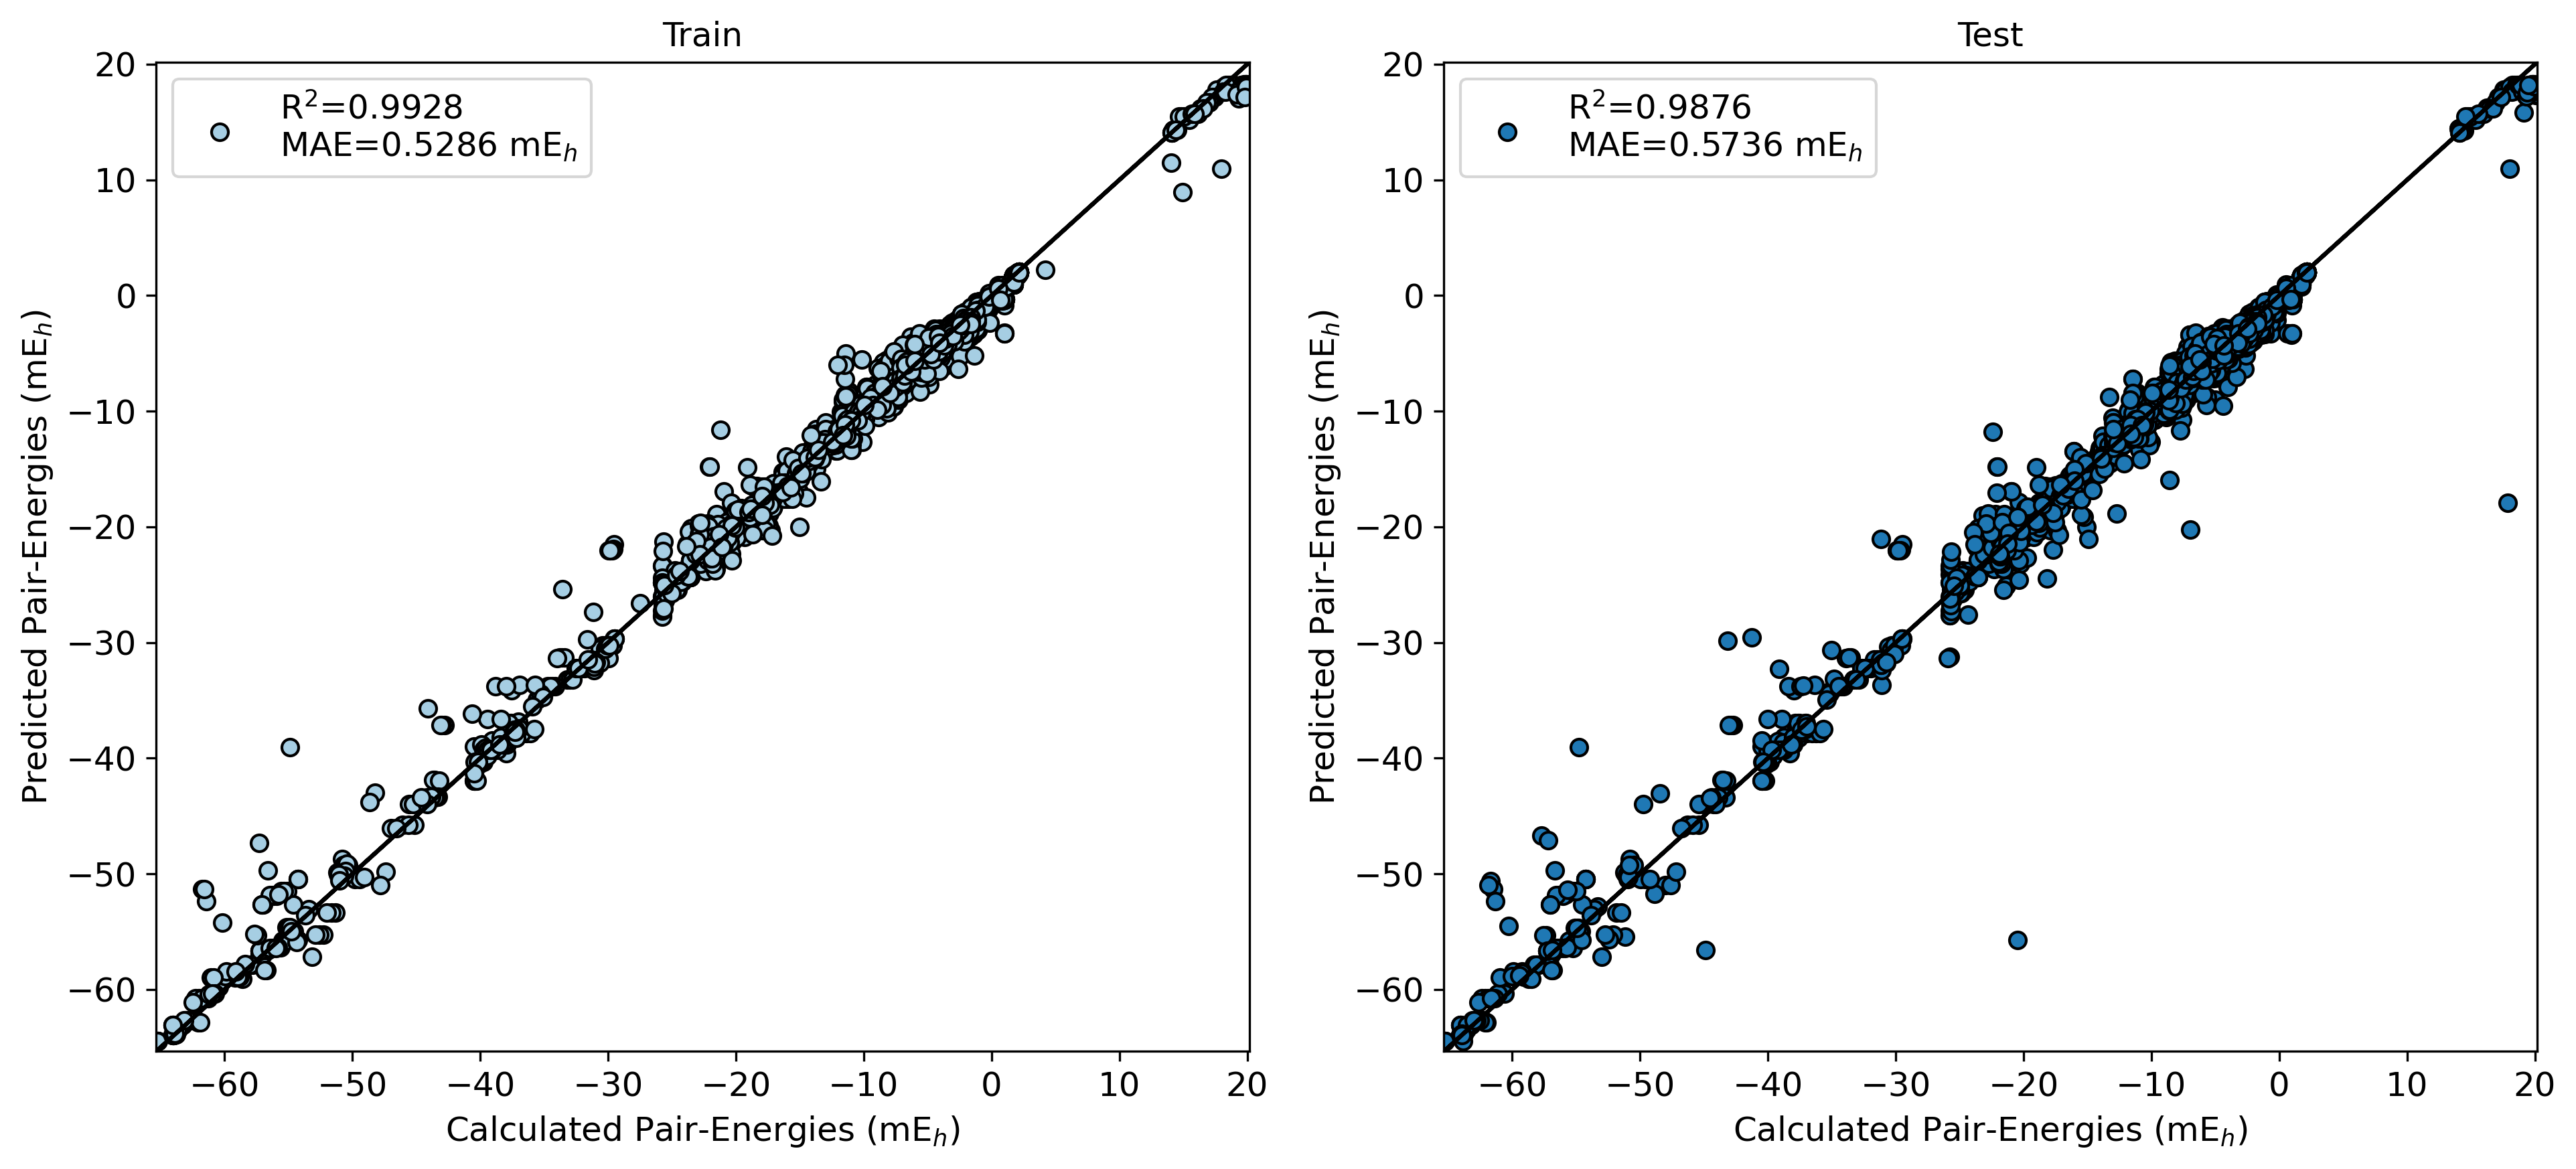 Train
R²=0.9928
MAE=0.5286 mEₕ
20
10
0
−10
−20
−30
−40
−50
−60
Predicted Pair-Energies (mEₕ)
−60 −50 −40 −30 −20 −10 0 10 20
Calculated Pair-Energies (mEₕ)
Test
R²=0.9876
MAE=0.5736 mEₕ
20
10
0
−10
−20
−30
−40
−50
−60
Predicted Pair-Energies (mEₕ)
−60 −50 −40 −30 −20 −10 0 10 20
Calculated Pair-Energies (mEₕ)